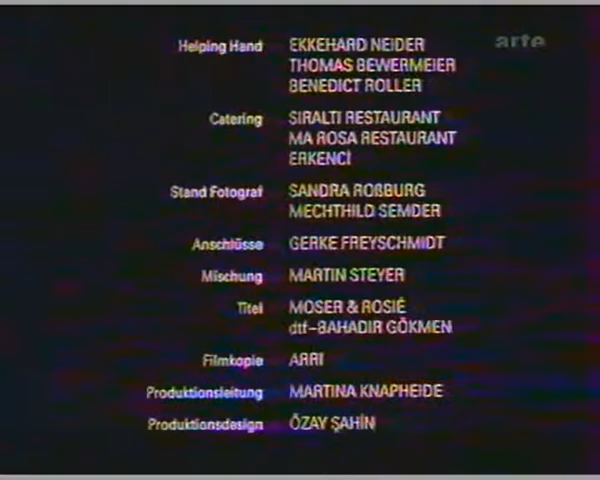 arte
Helping Hand EKKEHARD NEIDER
THOMAS BEWERMEIER
BENEDICT ROLLER
Catering SIRALTI RESTAURANT
MA ROSA RESTAURANT
ERKENCİ
Stand Fotograf SANDRA ROßBURG
MECHTHILD SEMDER
Anschlüsse GERKE FREYSCHMIDT
Mischung MARTIN STEYER
Titel MOSER & ROSIÉ
dtf-BAHADIR GÖKMEN
Filmkopie ARRI
Produktionsleitung MARTINA KNAPHEIDE
Produktionsdesign ÖZAY ŞAHİN